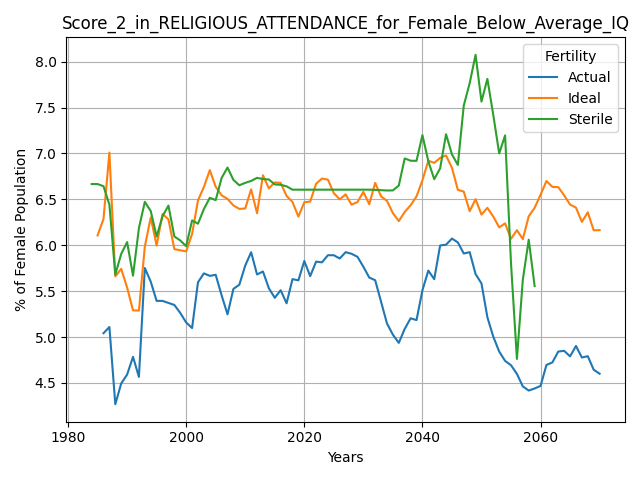 Score_2_in_RELIGIOUS_ATTENDANCE_for_Female_Below_Average_IQ
% of Female Population
8.0
7.5
7.0
6.5
6.0
5.5
5.0
4.5
Fertility
Actual
Ideal
Sterile
1980
2000
2020
2040
2060
Years